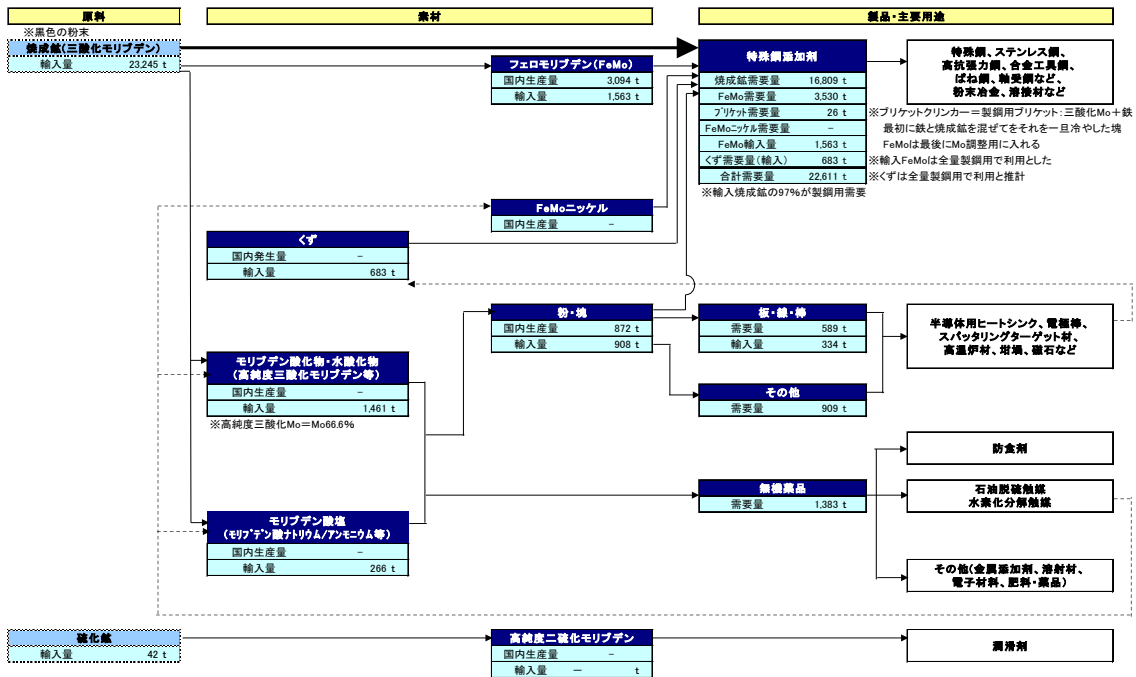 原料
素材
製品・主要用途
※黒色の粉末
焼成鉱(三酸化モリブデン)
輸入量 23,245 t
フェロモリブデン(FeMo)
国内生産量 3,094 t
輸入量 1,563 t
特殊鋼添加剤
焼成鉱需要量 16,809 t
FeMo需要量 3,530 t
ブリケット需要量 26 t
FeMoニッケル需要量 -
FeMo輸入量 1,563 t
くず需要量(輸入) 683 t
合計需要量 22,611 t
※輸入焼成鉱の97%が製鋼用需要
特殊鋼、ステンレス鋼、
高抗張力鋼、合金工具鋼、
ばね鋼、軸受鋼など、
粉末冶金、溶接材など
※ブリケットクリンカー=製鋼用ブリケット:三酸化Mo+鉄
最初に鉄と焼成鉱を混ぜてをそれを一旦冷やした塊
FeMoは最後にMo調整用に入れる
※輸入FeMoは全量製鋼用で利用とした
※くずは全量製鋼用で利用と推計
FeMoニッケル
国内生産量 -
くず
国内発生量 -
輸入量 683 t
粉・塊
国内生産量 872 t
輸入量 908 t
板・線・棒
需要量 589 t
輸入量 334 t
半導体用ヒートシンク、電極棒、
スパッタリングターゲット材、
高温炉材、坩堝、磁石など
モリブデン酸化物・水酸化物
(高純度三酸化モリブデン等)
国内生産量 -
輸入量 1,461 t
※高純度三酸化Mo=Mo66.6%
その他
需要量 909 t
防食剤
無機薬品
需要量 1,383 t
石油脱硫触媒
水素化分解触媒
モリブデン酸塩
(モリブデン酸ナトリウム/アンモニウム等)
国内生産量 -
輸入量 266 t
その他(金属添加剤、溶射材、
電子材料、肥料・薬品)
硫化鉱
輸入量 42 t
高純度二硫化モリブデン
国内生産量 -
輸入量 - t
潤滑剤